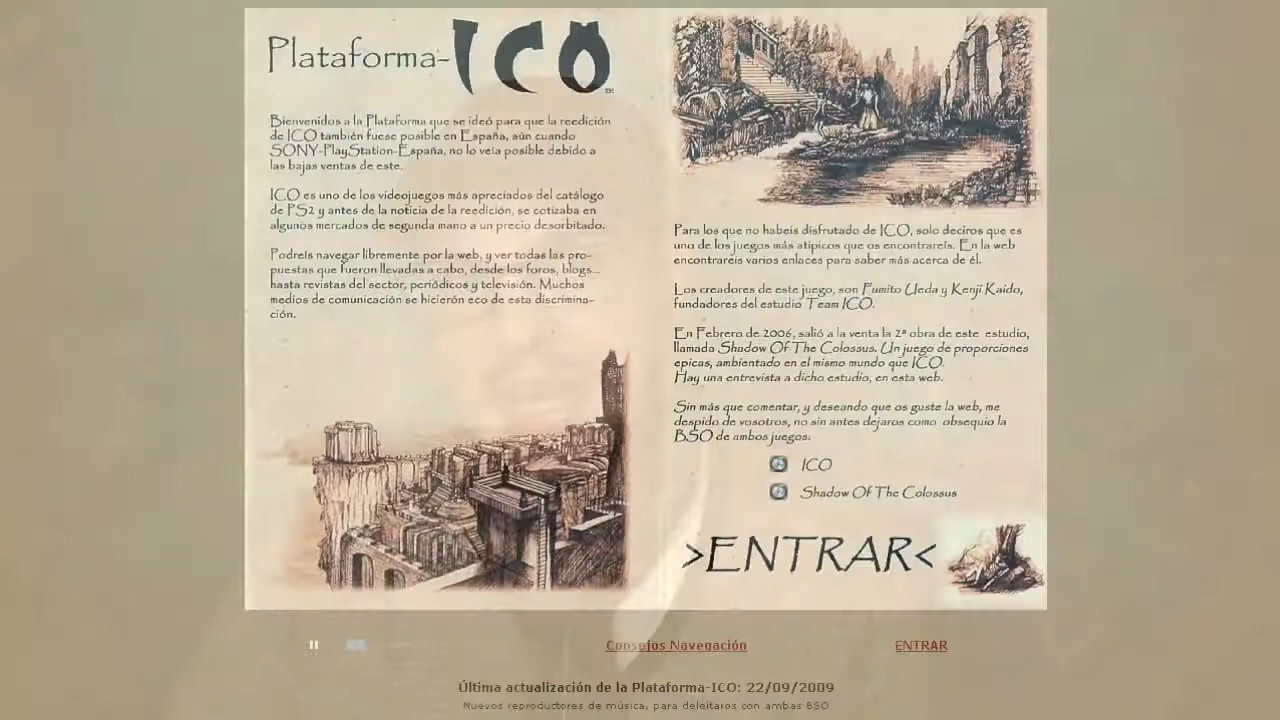 Plataforma-ICO
Bienvenidos a la Plataforma que se ideó para que la reedición
de ICO también fuese posible en España, aún cuando
SONY-PlayStation-España, no lo veía posible debido a
las bajas ventas de este.
ICO es uno de los videojuegos más apreciados del catálogo
de PS2 y antes de la noticia de la reedición, se cotizaba en
algunos mercados de segunda mano a un precio desorbitado.
Podreís navegar libremente por la web, y ver todas las pro-
puestas que fueron llevadas a cabo, desde los foros, blogs...
hasta revistas del sector, periódicos y televisión. Muchos
medios de comunicación se hicierón eco de esta discrimina-
ción.
Para los que no habeis disfrutado de ICO, solo deciros que es
uno de los juegos más atipicos que os encontrareis. En la web
encontrareis varios enlaces para saber más acerca de él.
Los creadores de este juego, son Fumito Ueda y Kenji Kaido,
fundadores del estudio Team ICO.
En Febrero de 2006, salió a la venta la 2ª obra de este estudio,
llamada Shadow Of The Colossus. Un juego de proporciones
epicas, ambientado en el mismo mundo que ICO.
Hay una entrevista a dicho estudio, en esta web.
Sin más que comentar, y deseando que os guste la web, me
despido de vosotros, no sin antes dejaros como obsequio la
BSO de ambos juegos:
ICO
Shadow Of The Colossus
>ENTRAR<
Consejos Navegación
ENTRAR
Última actualización de la Plataforma-ICO: 22/09/2009
Nuevos reproductores de música, para deleitaros con ambas BSO